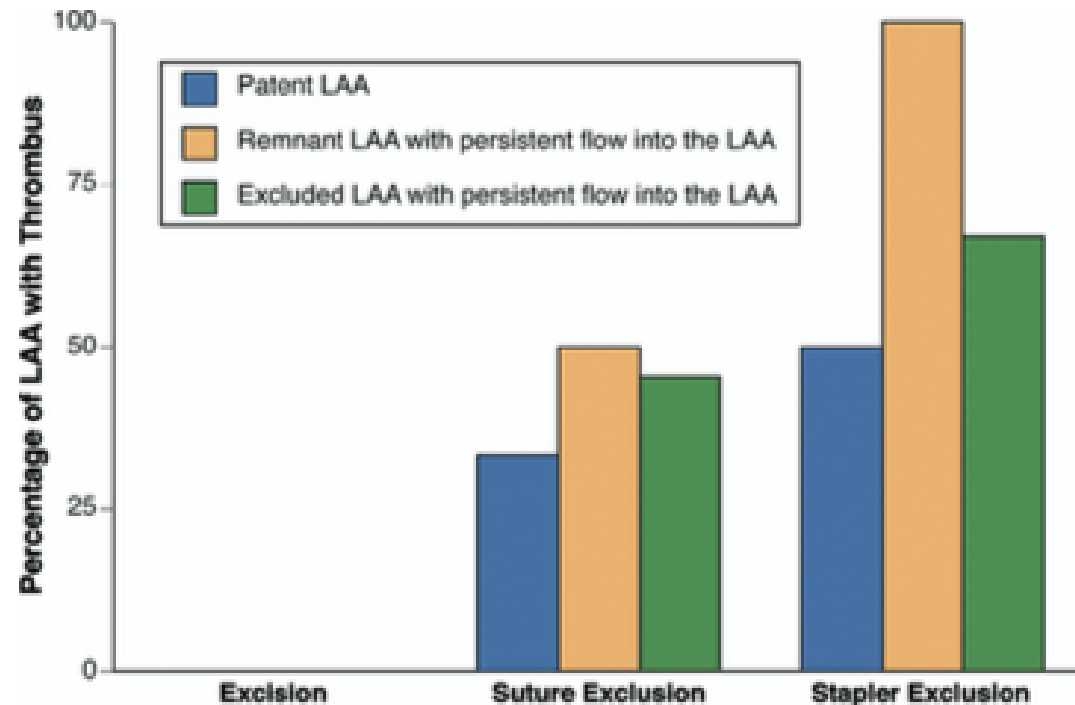 Percentage of LAA with Thrombus
100
75
50
25
0
Patent LAA
Remnant LAA with persistent flow into the LAA
Excluded LAA with persistent flow into the LAA
Excision
Suture Exclusion
Stapler Exclusion